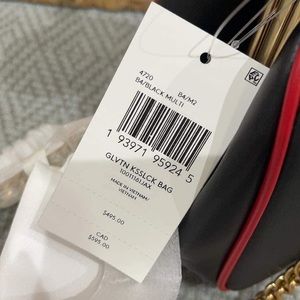 4720 B4/M2
B4/BLACK MULTI
1 93971 95924 5
GLVTN KSSLCK BAG
MADE IN VIETNAM/
VIETNAM
$495.00
CAD
$595.00